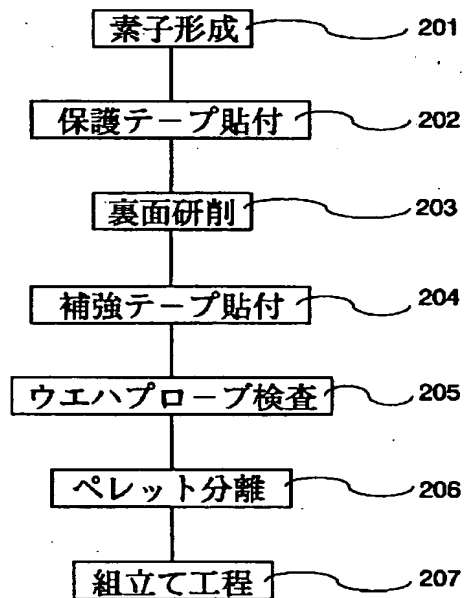 素子形成 201
保護テープ貼付 202
裏面研削 203
補強テープ貼付 204
ウエハプローブ検査 205
ペレット分離 206
組立て工程 207